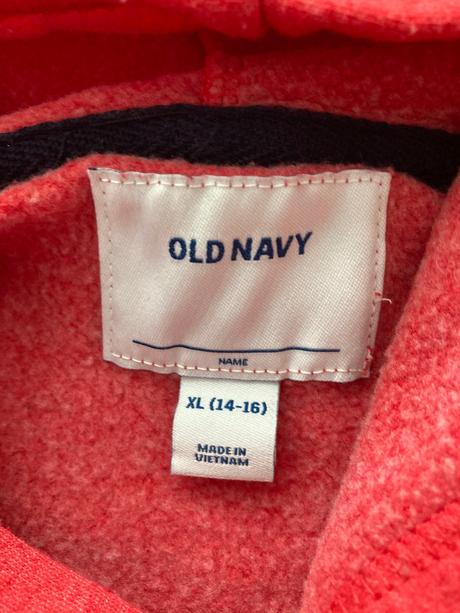 OLD NAVY
NAME
XL (14-16)
MADE IN
VIETNAM